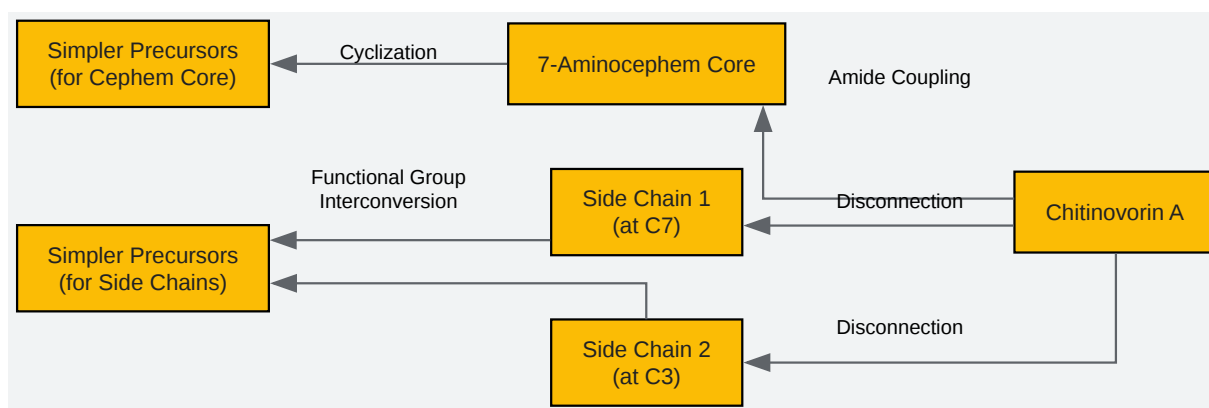 Simpler Precursors
(for Cephem Core)
Cyclization
7-Aminocephem Core
Amide Coupling
Functional Group
Interconversion
Side Chain 1
(at C7)
Disconnection
Chitinovorin A
Simpler Precursors
(for Side Chains)
Side Chain 2
(at C3)
Disconnection